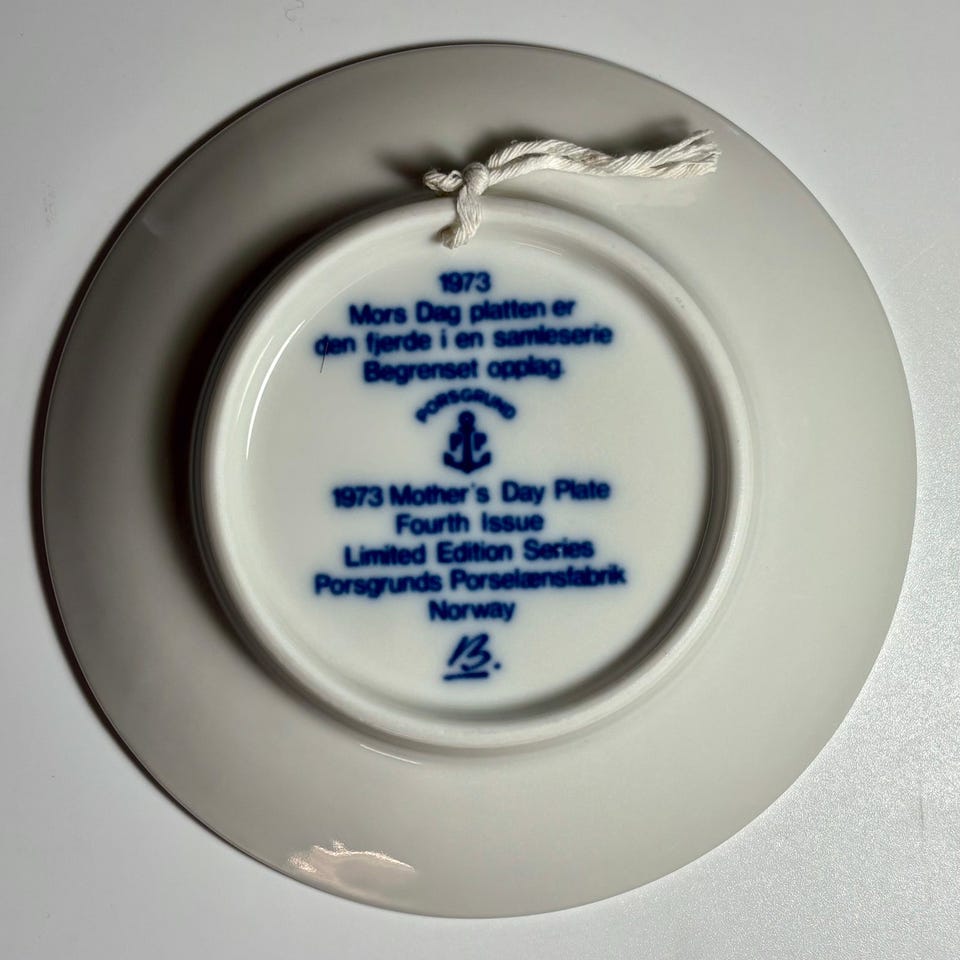 1973
Mors Dag platten er
den fjerde i en samleserie
Begrenset opplag.
PORSGRUND
1973 Mother's Day Plate
Fourth Issue
Limited Edition Series
Porsgrunds Porselænsfabrik
Norway
B.